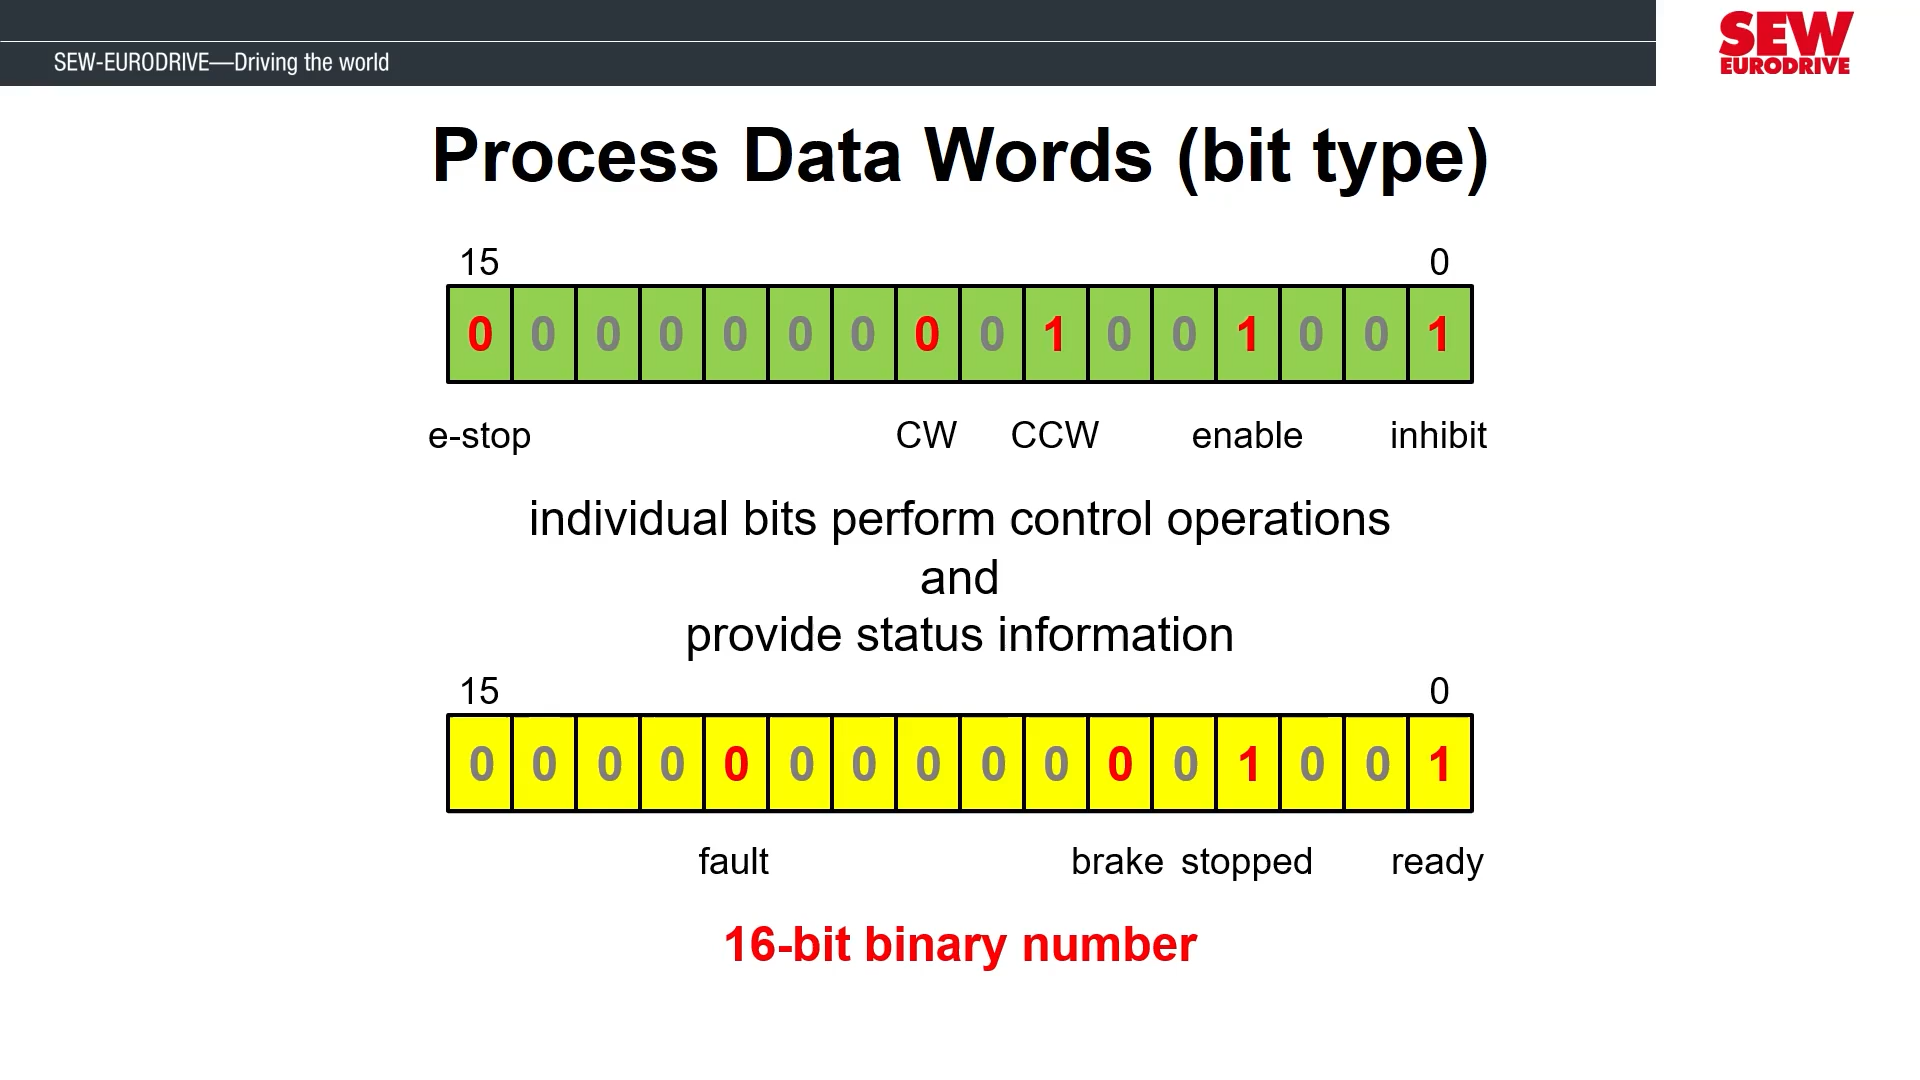 SEW-EURODRIVE—Driving the world
SEW
EURODRIVE
Process Data Words (bit type)
15 0
0 0 0 0 0 0 0 0 0 1 0 0 1 0 0 1
e-stop CW CCW enable inhibit
individual bits perform control operations
and
provide status information
15 0
0 0 0 0 0 0 0 0 0 0 0 0 1 0 0 1
fault brake stopped ready
16-bit binary number